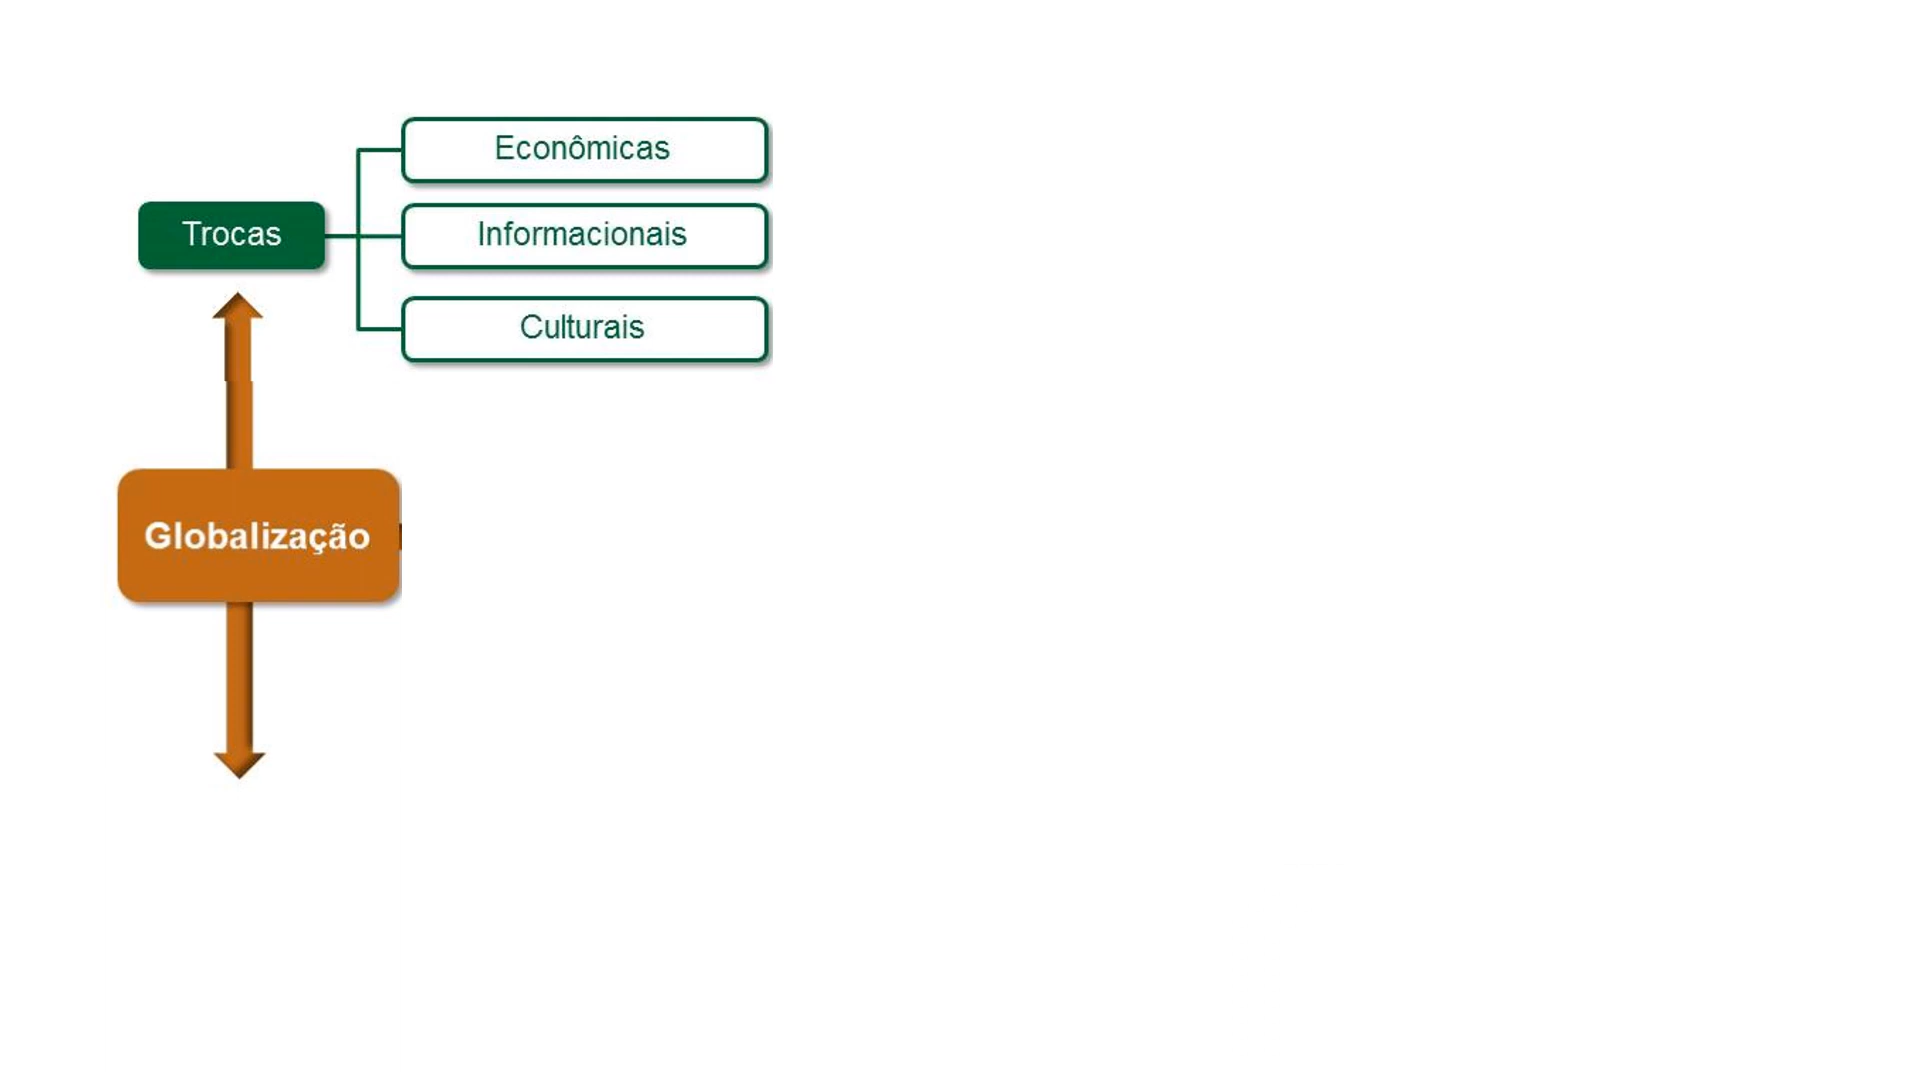 Econômicas
Trocas
Informacionais
Culturais
Globalização